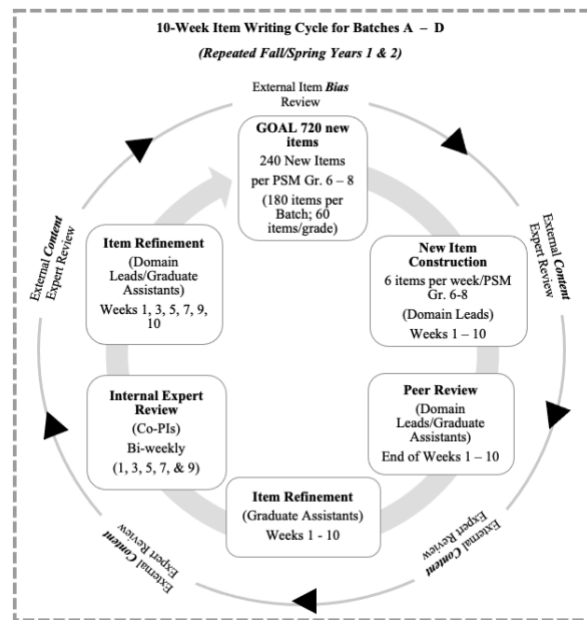 10-Week Item Writing Cycle for Batches A – D
(Repeated Fall/Spring Years 1 & 2)
External Item Bias
Review
GOAL 720 new
items
240 New Items
per PSM Gr. 6 – 8
(180 items per
Batch; 60
items/grade)
External Content
Expert Review
New Item
Construction
6 items per week/PSM
Gr. 6-8
(Domain Leads)
Weeks 1 – 10
Peer Review
(Domain
Leads/Graduate
Assistants)
End of Weeks 1 – 10
External Content
Expert Review
Item Refinement
(Graduate Assistants)
Weeks 1 - 10
External Content
Expert Review
Internal Expert
Review
(Co-PIs)
Bi-weekly
(1, 3, 5, 7, & 9)
Item Refinement
(Domain
Leads/Graduate
Assistants)
Weeks 1, 3, 5, 7, 9,
10
External Content
Expert Review